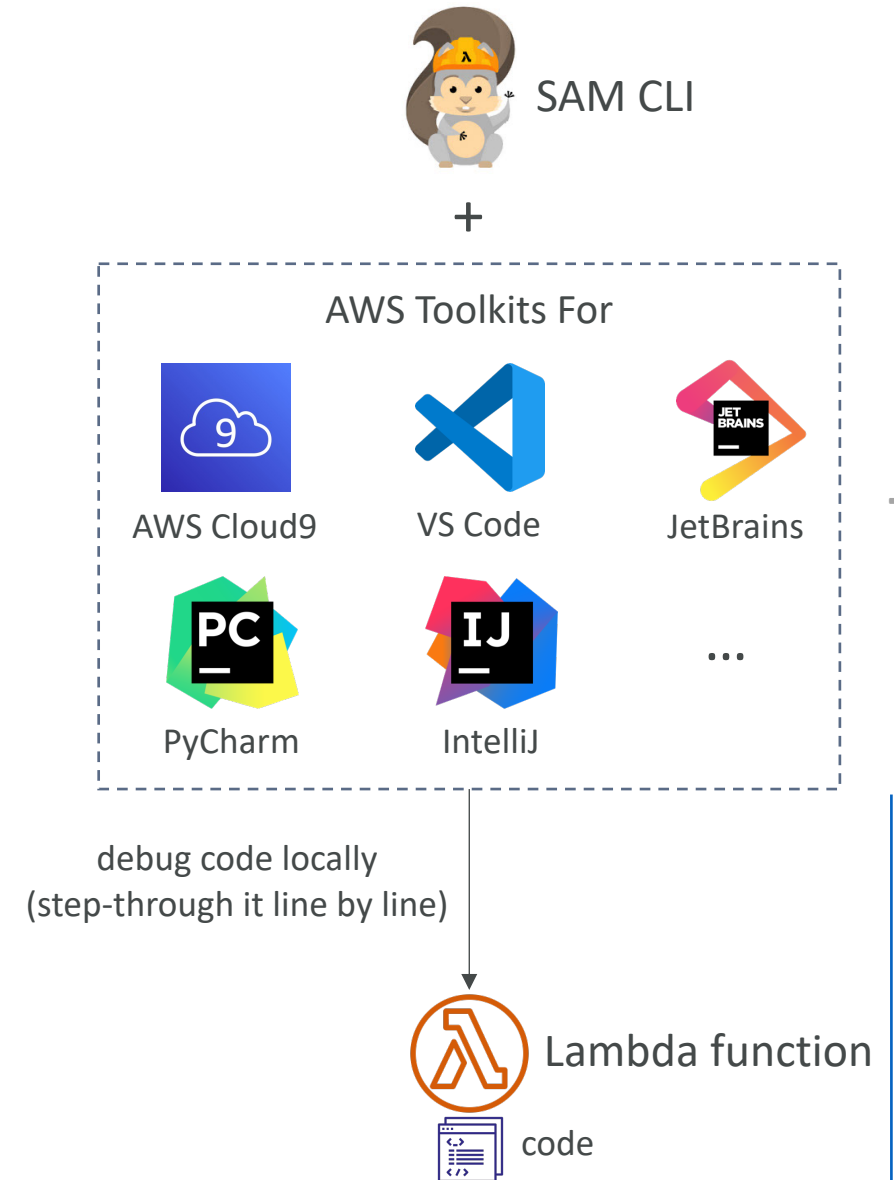 λ
SAM CLI
+
AWS Toolkits For
9
JET
BRAINS
AWS Cloud9
VS Code
JetBrains
PC
IJ
...
PyCharm
IntelliJ
debug code locally
(step-through it line by line)
Lambda function
code